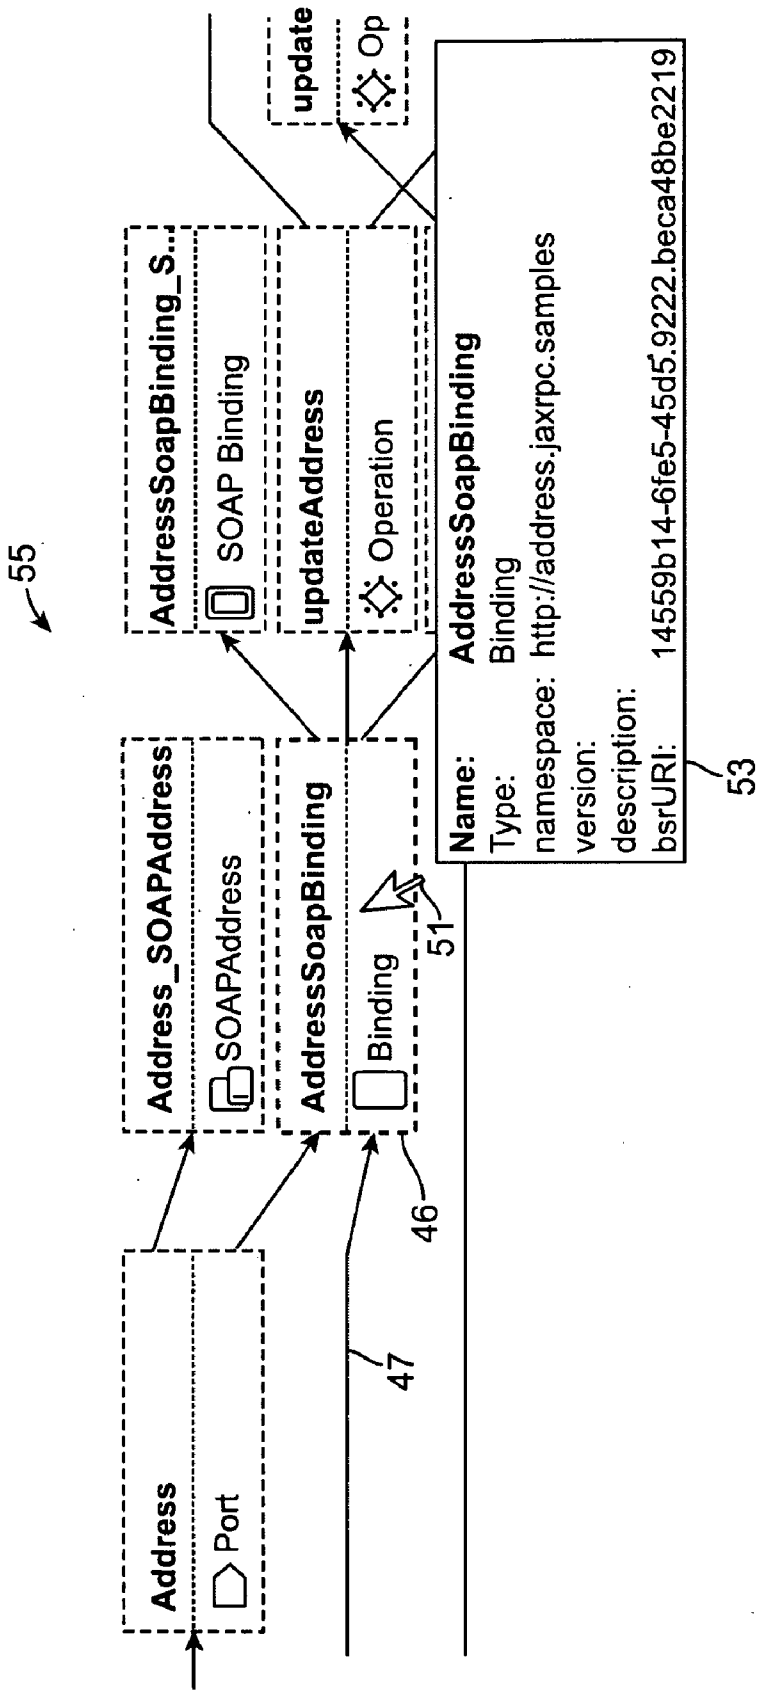 55
Address
Port
Address_SOAPAddress
SOAPAddress
AddressSoapBinding_S...
SOAP Binding
AddressSoapBinding
Binding
updateAddress
Operation
update
Op
47
46
51
Name: AddressSoapBinding
Type: Binding
namespace: http://address.jaxrpc.samples
version:
description:
bsrURI: 14559b14-6fe5-45d5.9222.beca48be2219
53